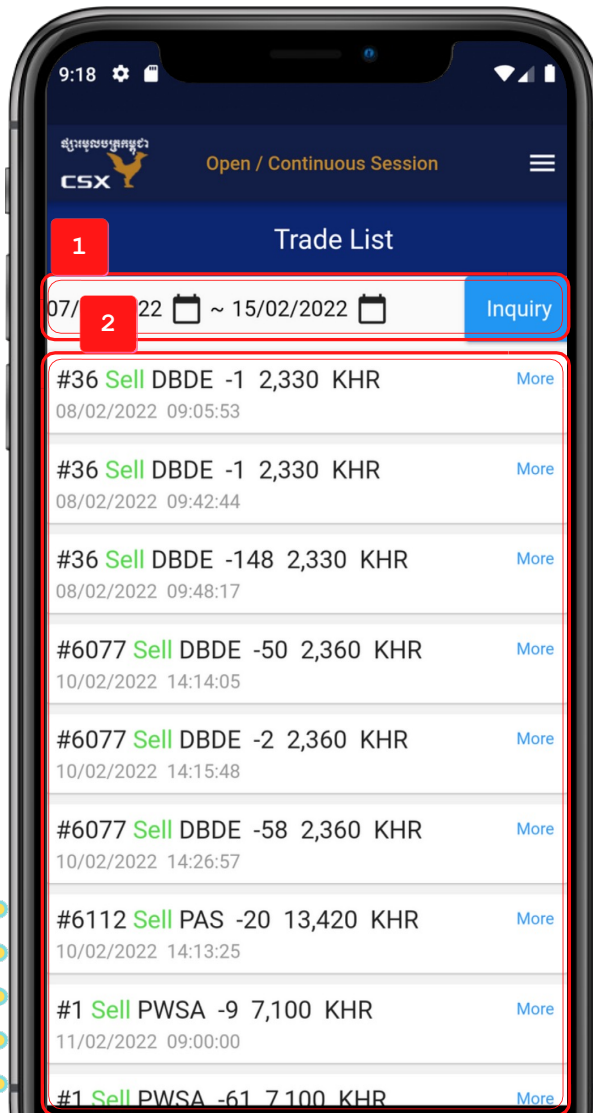 9:18
ផ្សារមូលបត្រកម្ពុជា
CSX
Open / Continuous Session
Trade List
1
07/ 22 ~ 15/02/2022 Inquiry
2
#36 Sell DBDE -1 2,330 KHR More
08/02/2022 09:05:53
#36 Sell DBDE -1 2,330 KHR More
08/02/2022 09:42:44
#36 Sell DBDE -148 2,330 KHR More
08/02/2022 09:48:17
#6077 Sell DBDE -50 2,360 KHR More
10/02/2022 14:14:05
#6077 Sell DBDE -2 2,360 KHR More
10/02/2022 14:15:48
#6077 Sell DBDE -58 2,360 KHR More
10/02/2022 14:26:57
#6112 Sell PAS -20 13,420 KHR More
10/02/2022 14:13:25
#1 Sell PWSA -9 7,100 KHR More
11/02/2022 09:00:00
#1 Sell PWSA -61 7,100 KHR More